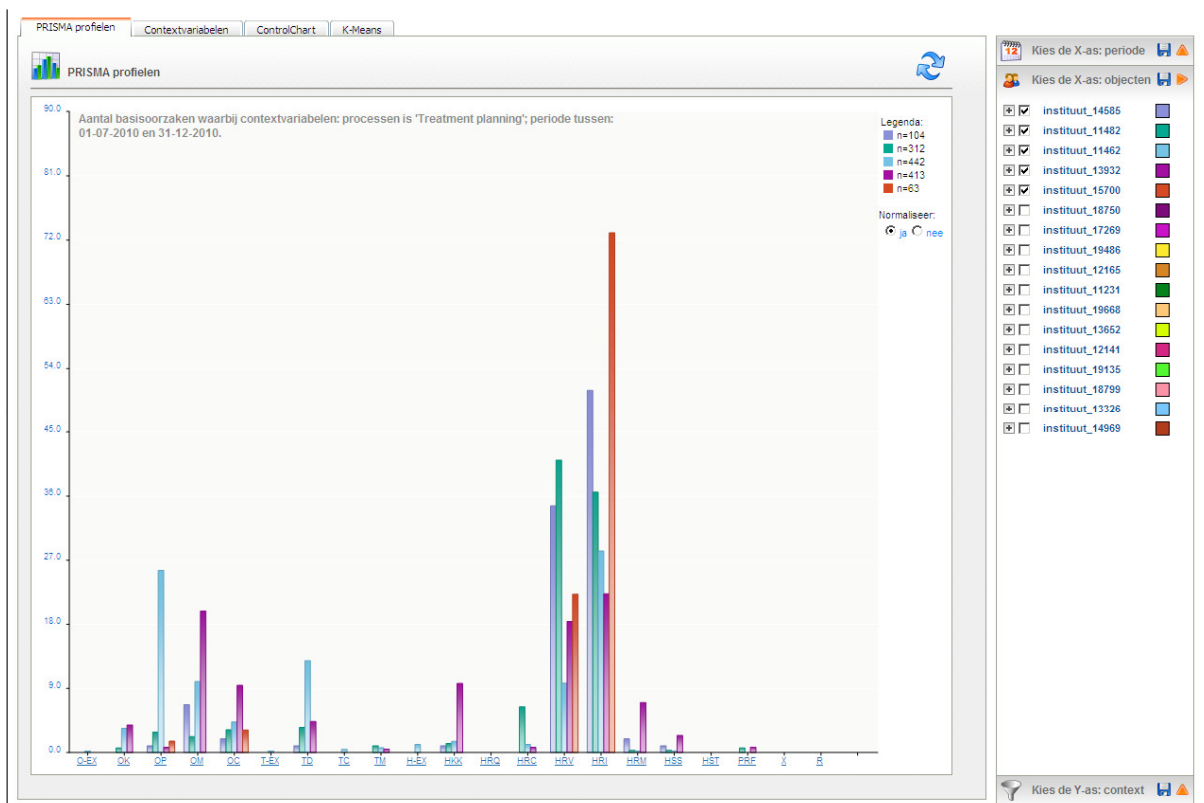 PRISMA profielen
Contextvariabelen
ControlChart
K-Means
PRISMA profielen
90.0
81.0
72.0
63.0
54.0
45.0
36.0
27.0
18.0
9.0
0.0
Aantal basisoorzaken waarbij contextvariabelen: processen is 'Treatment planning'; periode tussen:
01-07-2010 en 31-12-2010.
Legenda:
n=104
n=312
n=442
n=413
n=63
Normaliseer:
ja nee
O-EX OK OP OM OC T-EX TD TC TM H-EX HKK HRQ HRC HRV HRI HRM HSS HST PRF X R
12
Kies de X-as: periode
Kies de X-as: objecten
instituut_14585
instituut_11482
instituut_11462
instituut_13932
instituut_15700
instituut_18750
instituut_17269
instituut_19486
instituut_12165
instituut_11231
instituut_19668
instituut_13652
instituut_12141
instituut_19135
instituut_18799
instituut_13326
instituut_14969
Kies de Y-as: context